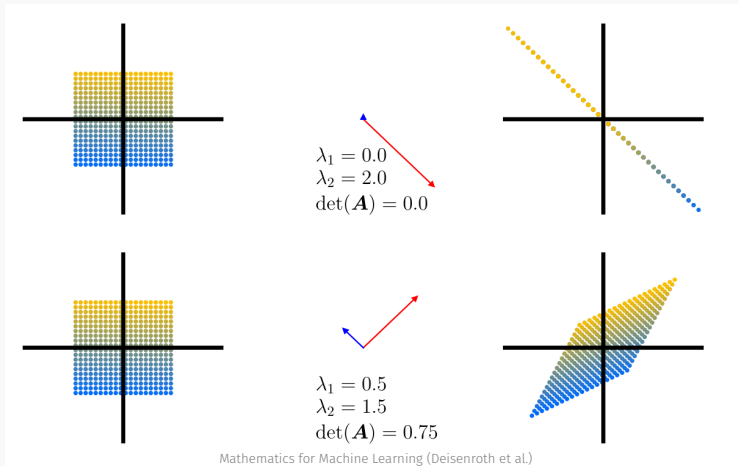 λ₁ = 0.0
λ₂ = 2.0
det(A) = 0.0
λ₁ = 0.5
λ₂ = 1.5
det(A) = 0.75
Mathematics for Machine Learning (Deisenroth et al.)